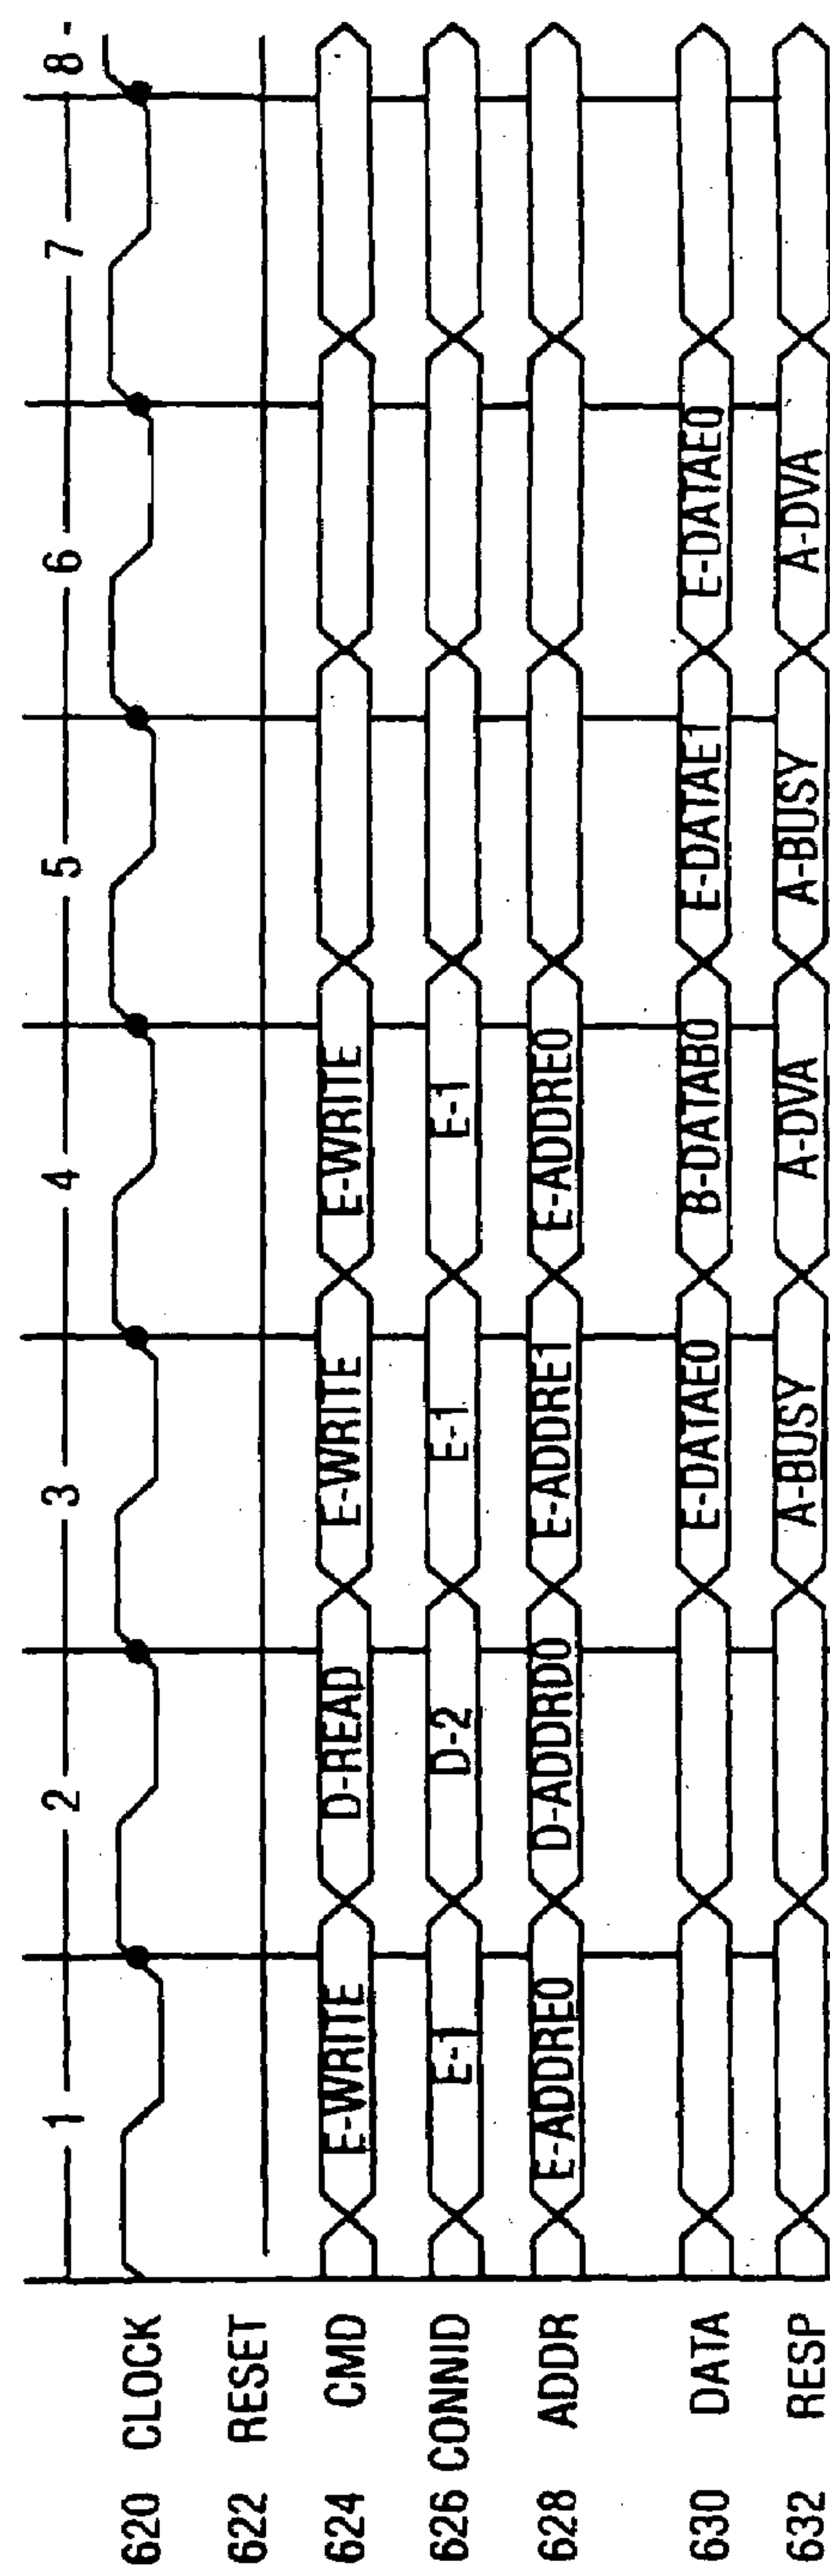 1 2 3 4 5 6 7 8
620 CLOCK
622 RESET
624 CMD E-WRITE D-READ E-WRITE E-WRITE
626 CONNID E-1 D-2 E-1 E-1
628 ADDR E-ADDRE0 D-ADDRD0 E-ADDRE1 E-ADDRE0
630 DATA E-DATAE0 B-DATAB0 E-DATAE1 E-DATAE0
632 RESP A-BUSY A-DVA A-BUSY A-DVA